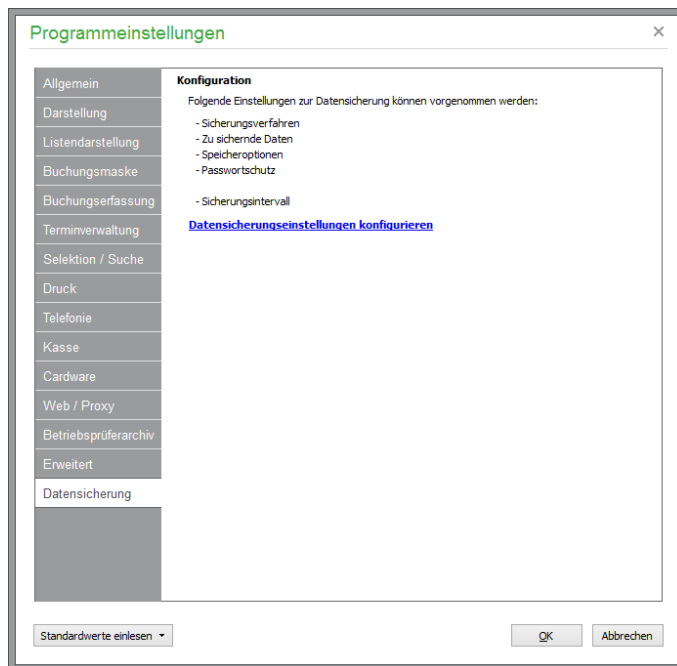 Programmeinstellungen
Allgemein
Darstellung
Listendarstellung
Buchungsmaske
Buchungserfassung
Terminverwaltung
Selektion / Suche
Druck
Telefonie
Kasse
Cardware
Web / Proxy
Betriebsprüferarchiv
Erweitert
Datensicherung
Konfiguration
Folgende Einstellungen zur Datensicherung können vorgenommen werden:
- Sicherungsverfahren
- Zu sichernde Daten
- Speicheroptionen
- Passwortschutz
- Sicherungsintervall
Datensicherungseinstellungen konfigurieren
Standardwerte einlesen
OK
Abbrechen